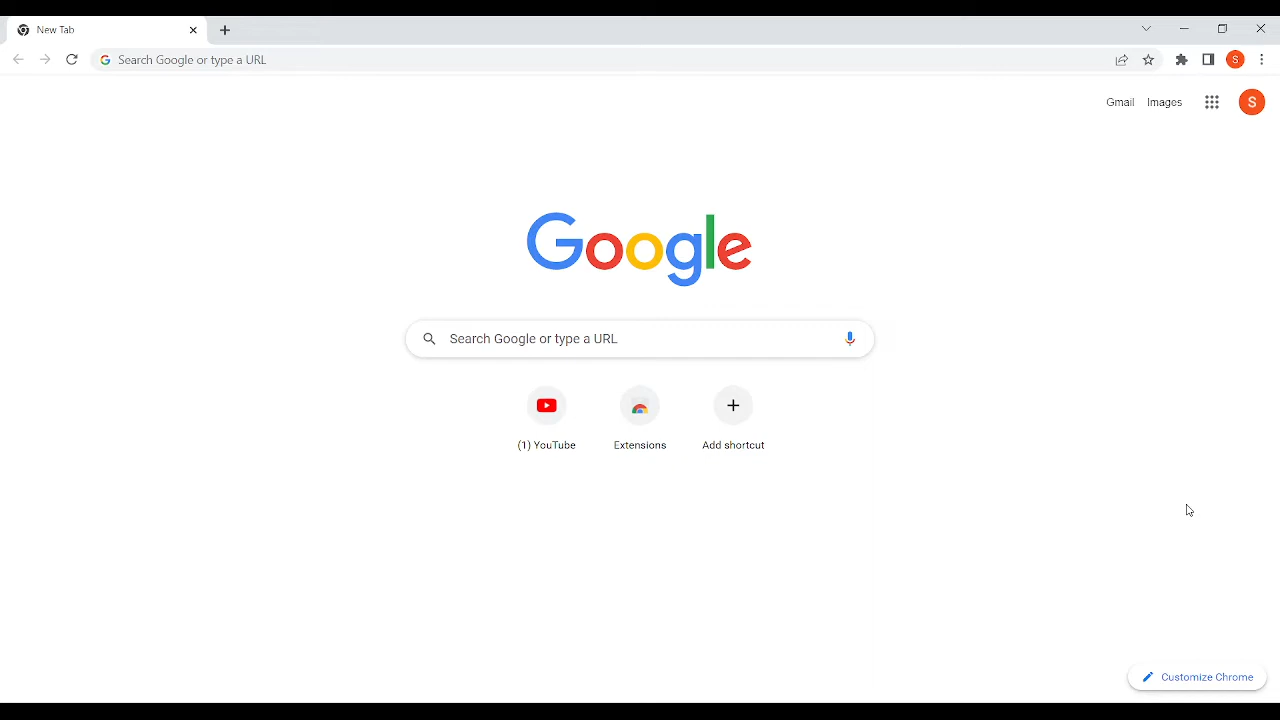 New Tab
Search Google or type a URL
S
Gmail Images S
Google
Search Google or type a URL
(1) YouTube Extensions Add shortcut
Customize Chrome